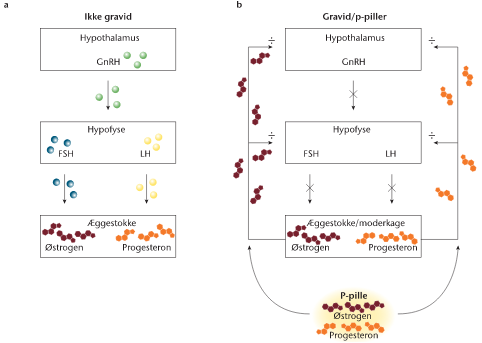 a
Ikke gravid
Hypothalamus
GnRH
Hypofyse
FSH LH
Æggestokke
Østrogen Progesteron
b
Gravid/p-piller
÷ ÷
Hypothalamus
GnRH
÷ ÷
Hypofyse
FSH LH
Æggestokke/moderkage
Østrogen Progesteron
P-pille
Østrogen
Progesteron